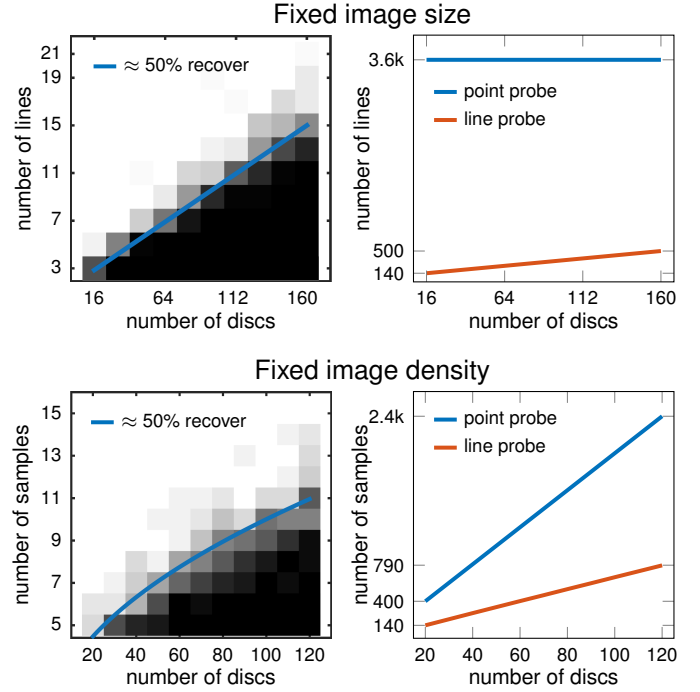 Fixed image size
number of lines
21
19
15
11
7
3
≈ 50% recover
16 64 112 160
number of discs
number of lines
3.6k
500
140
point probe
line probe
16 64 112 160
number of discs
Fixed image density
number of samples
15
13
11
9
7
5
≈ 50% recover
20 40 60 80 100 120
number of discs
number of samples
2.4k
790
400
140
point probe
line probe
20 40 60 80 100 120
number of discs